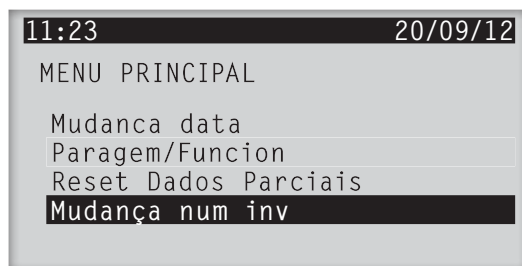 11:23 20/09/12
MENU PRINCIPAL
Mudanca data
Paragem/Funcion
Reset Dados Parciais
Mudança num inv